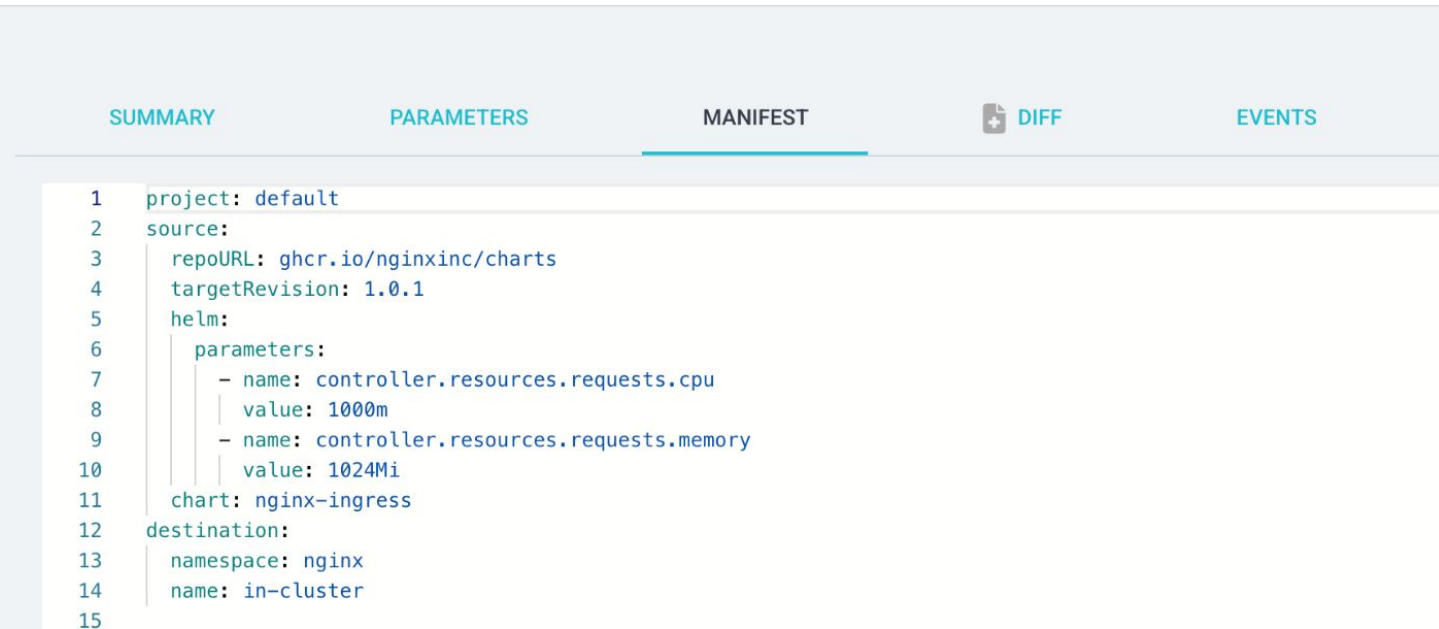 SUMMARY PARAMETERS MANIFEST DIFF EVENTS
1 project: default
2 source:
3   repoURL: ghcr.io/nginxinc/charts
4   targetRevision: 1.0.1
5   helm:
6     parameters:
7       - name: controller.resources.requests.cpu
8         value: 1000m
9       - name: controller.resources.requests.memory
10         value: 1024Mi
11   chart: nginx-ingress
12 destination:
13   namespace: nginx
14   name: in-cluster
15